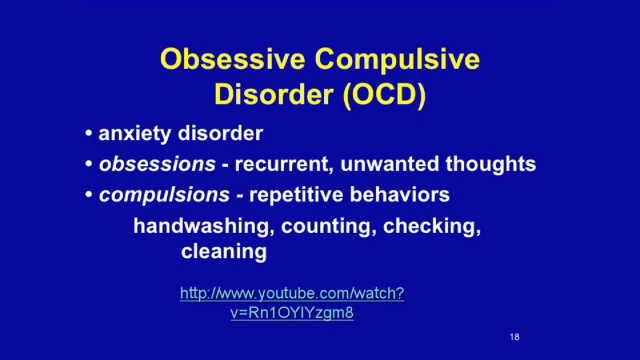 Obsessive Compulsive
Disorder (OCD)
• anxiety disorder
• obsessions - recurrent, unwanted thoughts
• compulsions - repetitive behaviors
handwashing, counting, checking,
cleaning
http://www.youtube.com/watch?
v=Rn1OYIYzgm8
18